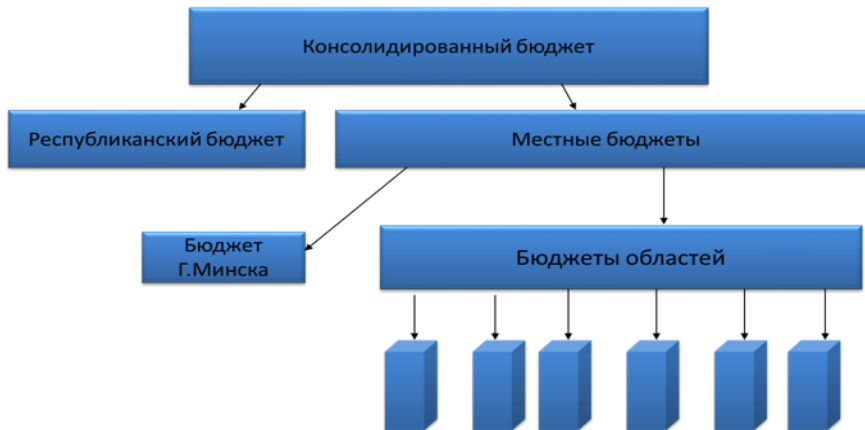 Консолидированный бюджет
Республиканский бюджет
Местные бюджеты
Бюджет
Г.Минска
Бюджеты областей